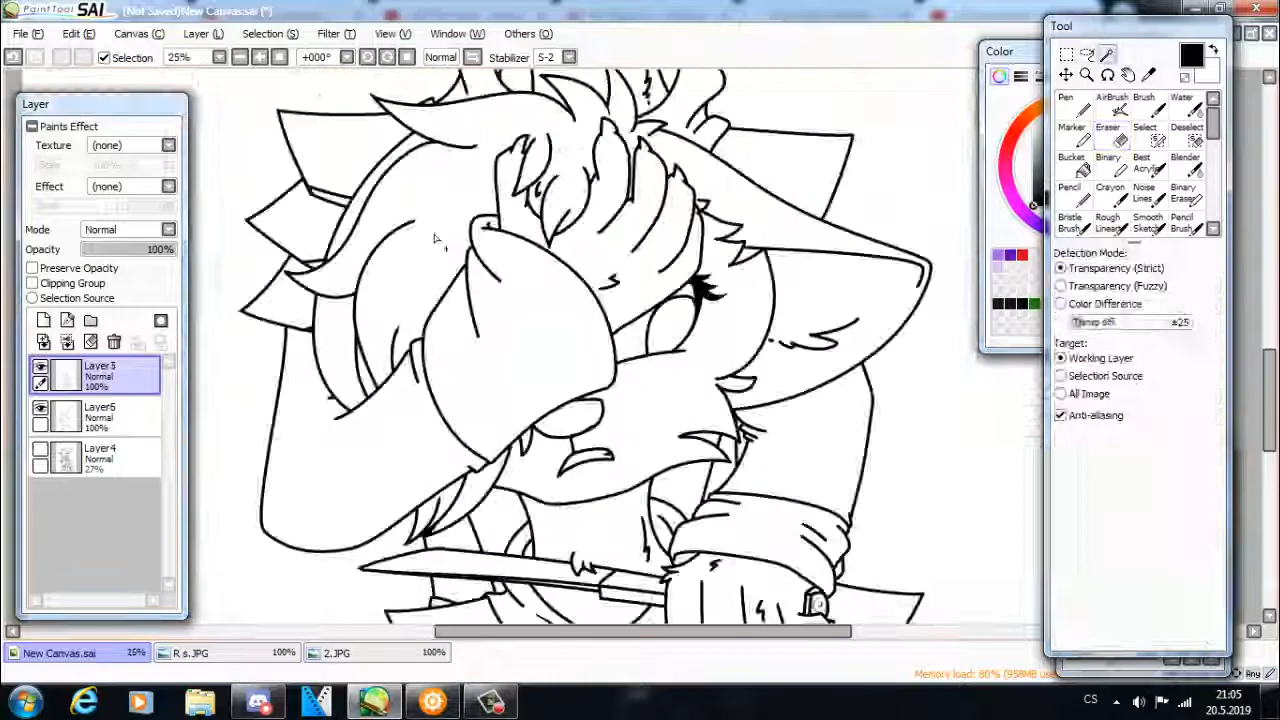 PaintTool SAI (Not Saved)New Canvas.sai (*)
File (F) Edit (E) Canvas (C) Layer (L) Selection (S) Filter (T) View (V) Window (W) Others (O)
Selection 25% +000° Normal Stabilizer S-2
Layer
Paints Effect
Texture (none)
100%
Effect (none)
Mode Normal
Opacity 100%
Preserve Opacity
Clipping Group
Selection Source
Normal
100%
Layer6
Normal
100%
Layer4
Normal
27%
Color
Tool
Pen AirBrush Brush Water
Marker Eraser Select Deselect
Bucket Binary Best Acrylic Blender
Pencil Crayon Noise Lines Binary Eraser
Bristle Brush Rough Linear Smooth Sketch Pencil Brush
Detection Mode:
Transparency (Strict)
Transparency (Fuzzy)
Color Difference
±25
Target:
Working Layer
Selection Source
All Image
Anti-aliasing
New Canvas.sai 25% R s.JPG 100% 2.JPG 100%
Memory load: 80% (958MB use
Any
CS 21:05
20.5.2019